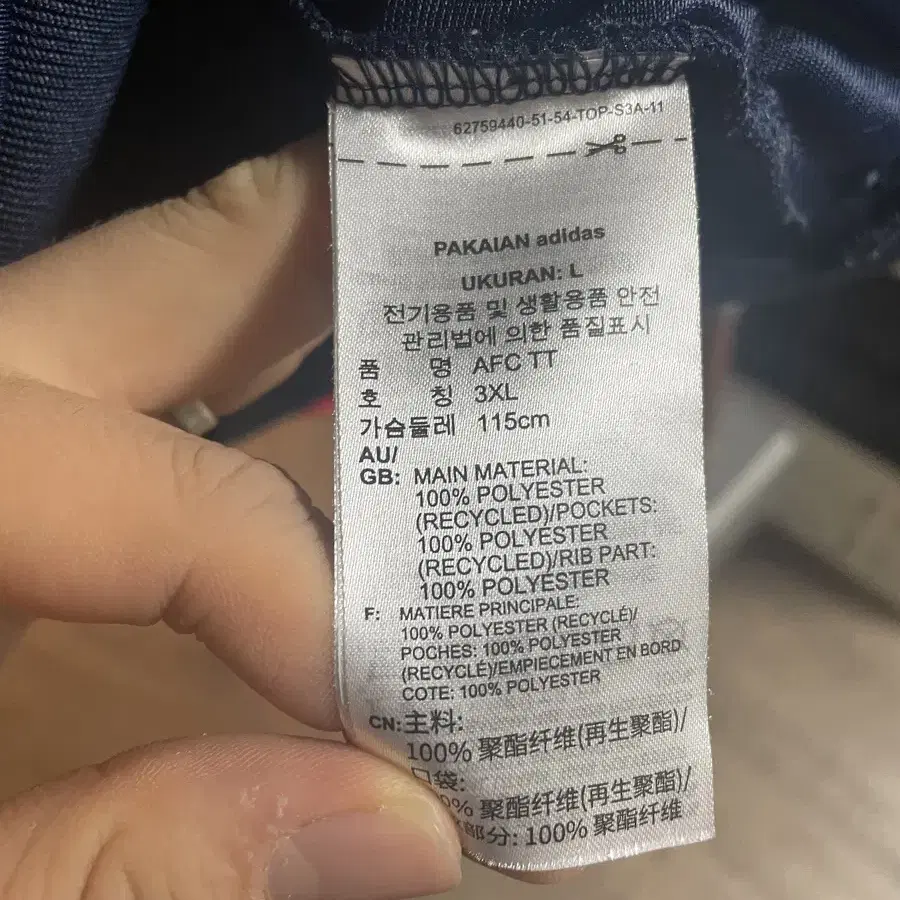 62759440-51-54-TOP-S3A-11
PAKAIAN adidas
UKURAN: L
전기용품 및 생활용품 안전
관리법에 의한 품질표시
품 명 AFC TT
호 칭 3XL
가슴둘레 115cm
AU/
GB: MAIN MATERIAL:
100% POLYESTER
(RECYCLED)/POCKETS:
100% POLYESTER
(RECYCLED)/RIB PART:
100% POLYESTER
F: MATIERE PRINCIPALE:
100% POLYESTER (RECYCLÉ)/
POCHES: 100% POLYESTER
(RECYCLÉ)/EMPIECEMENT EN BORD
COTE: 100% POLYESTER
CN: 主料:
100% 聚酯纤维(再生聚酯)/
口袋:
0% 聚酯纤维(再生聚酯)/
部分: 100% 聚酯纤维